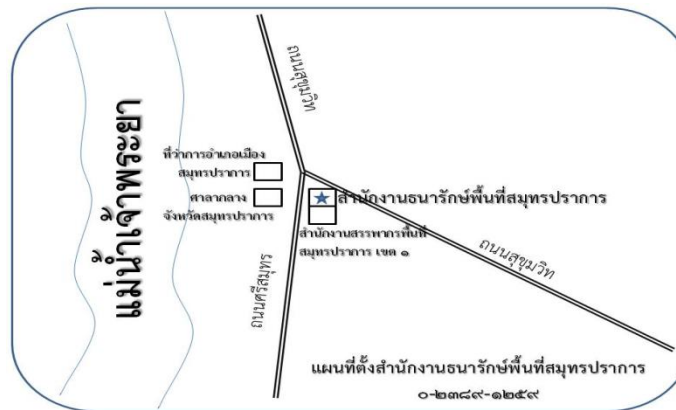 ถนนสุขุมวิท
แม่น้ำเจ้าพระยา
ที่ว่าการอำเภอเมือง
สมุทรปราการ
ศาลากลาง
จังหวัดสมุทรปราการ
สำนักงานธนารักษ์พื้นที่สมุทรปราการ
สำนักงานสรรพากรพื้นที่
สมุทรปราการ เขต ๑
ถนนศรีสมุทร
ถนนสุขุมวิท
แผนที่ตั้งสำนักงานธนารักษ์พื้นที่สมุทรปราการ
๐-๒๓๘๙-๑๒๕๙